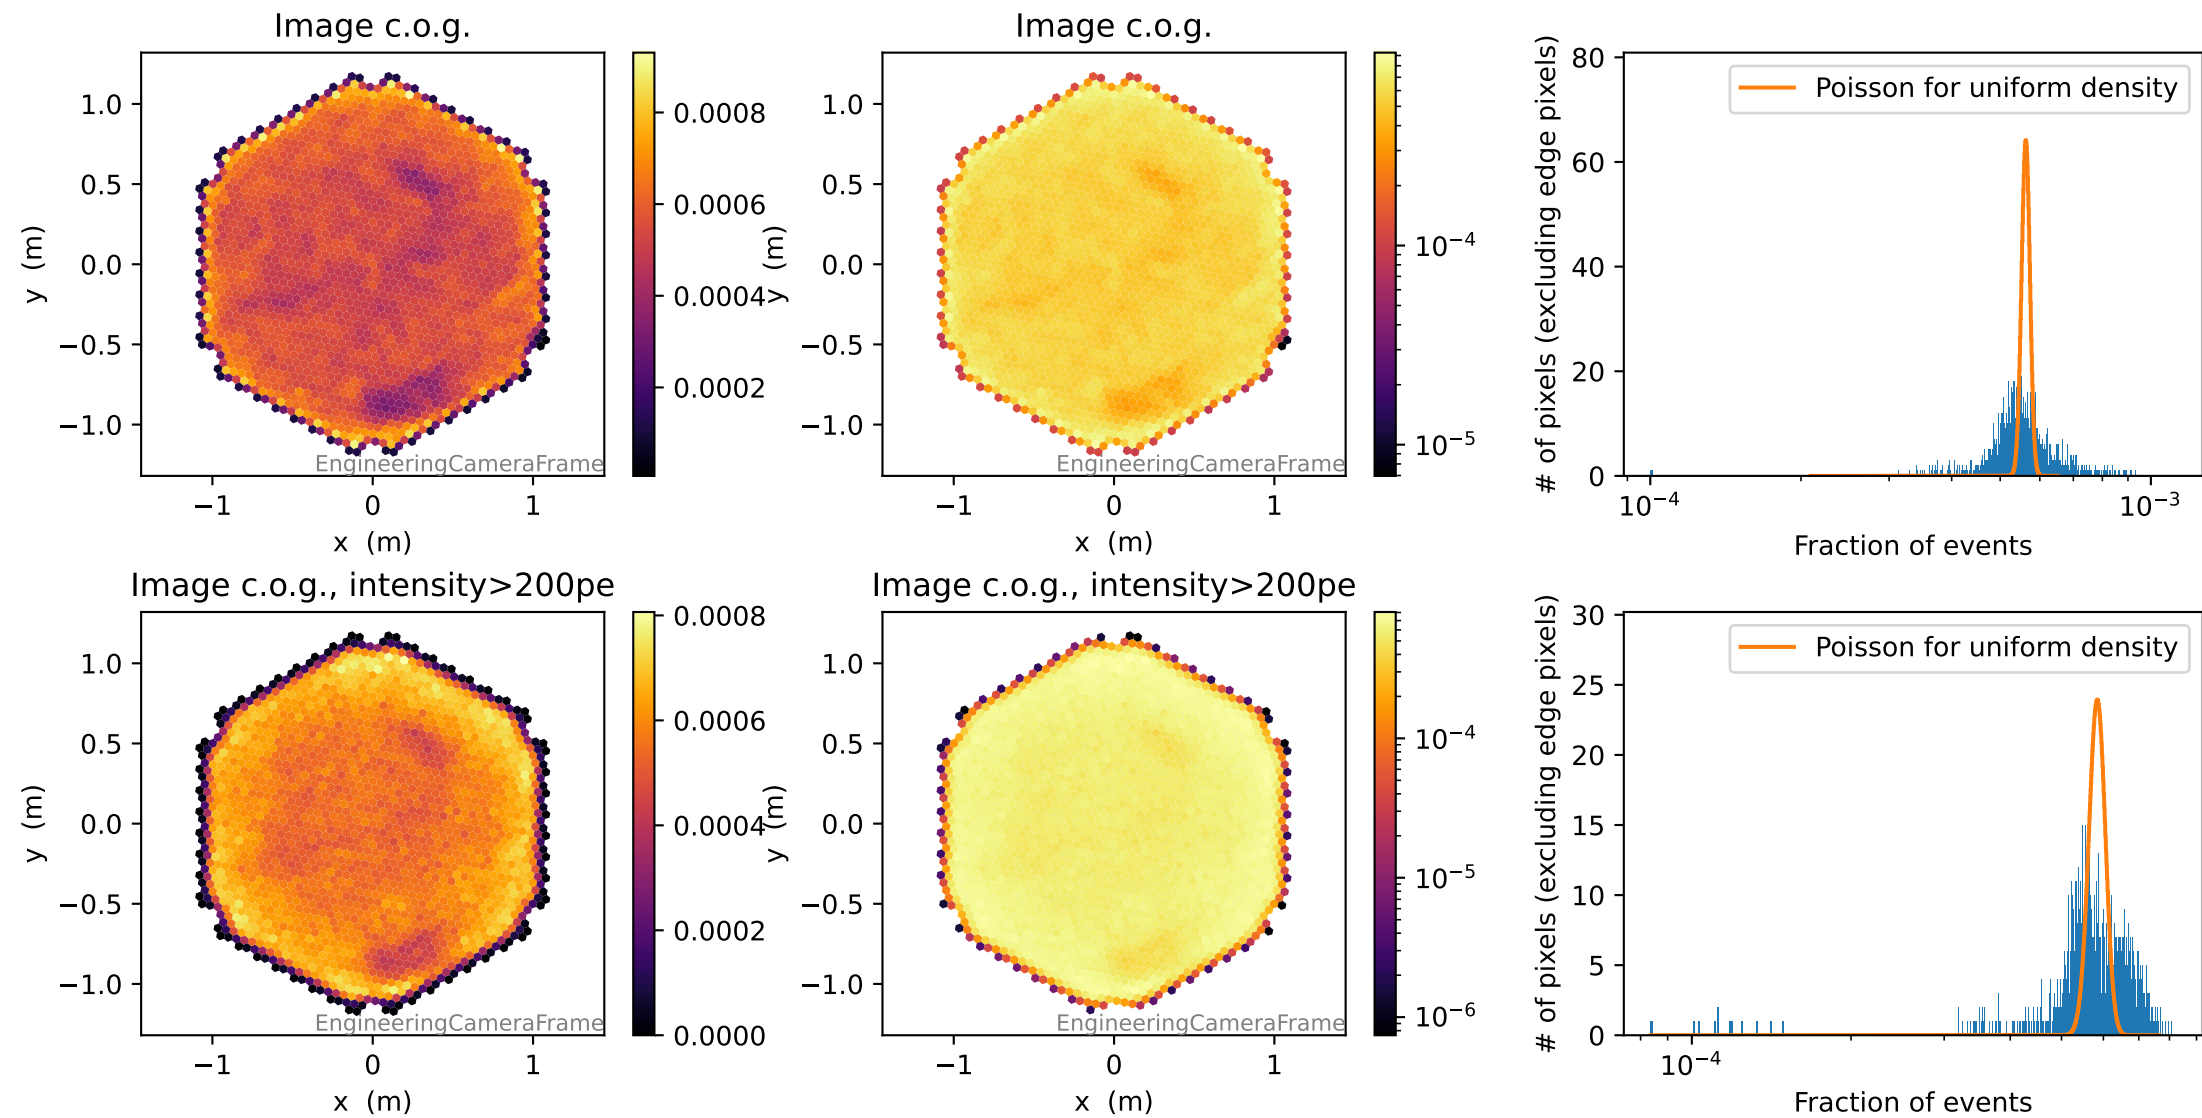 Image c.o.g.
1.0
0.5
0.0
−0.5
−1.0
y (m)
−1
0
1
x (m)
EngineeringCameraFrame
0.0008
0.0006
0.0004
0.0002
Image c.o.g.
1.0
0.5
0.0
−0.5
−1.0
y (m)
−1
0
1
x (m)
EngineeringCameraFrame
10⁻⁴
10⁻⁵
# of pixels (excluding edge pixels)
80
60
40
20
0
Poisson for uniform density
10⁻⁴
10⁻³
Fraction of events
Image c.o.g., intensity>200pe
1.0
0.5
0.0
−0.5
−1.0
y (m)
−1
0
1
x (m)
EngineeringCameraFrame
0.0008
0.0006
0.0004
0.0002
0.0000
Image c.o.g., intensity>200pe
1.0
0.5
0.0
−0.5
−1.0
y (m)
−1
0
1
x (m)
EngineeringCameraFrame
10⁻⁴
10⁻⁵
10⁻⁶
# of pixels (excluding edge pixels)
30
25
20
15
10
5
0
Poisson for uniform density
10⁻⁴
Fraction of events